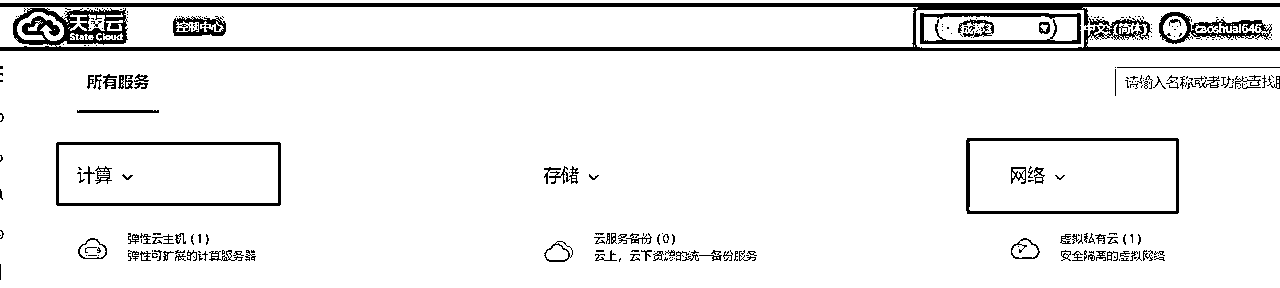 天翼云
State Cloud
控制中心
中文（简体）
caoshuai646..
所有服务
请输入名称或者功能查找服
计算
存储
网络
弹性云主机 (1)
弹性可扩展的计算服务器
云服务备份 (0)
云上，云下资源的统一备份服务
虚拟私有云 (1)
安全隔离的虚拟网络